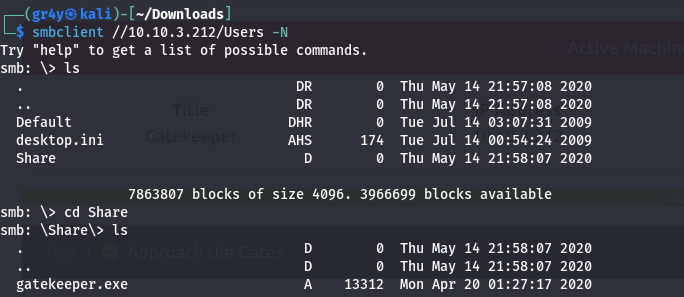 ┌──(gr4y㉿kali)-[~/Downloads]
└─$ smbclient //10.10.3.212/Users -N
Try "help" to get a list of possible commands.
smb: \> ls
  .                                  DR        0  Thu May 14 21:57:08 2020
  ..                                 DR        0  Thu May 14 21:57:08 2020
  Default                           DHR        0  Tue Jul 14 03:07:31 2009
  desktop.ini                       AHS      174  Tue Jul 14 00:54:24 2009
  Share                               D        0  Thu May 14 21:58:07 2020

                7863807 blocks of size 4096. 3966699 blocks available
smb: \> cd Share
smb: \Share\> ls
  .                                   D        0  Thu May 14 21:58:07 2020
  ..                                  D        0  Thu May 14 21:58:07 2020
  gatekeeper.exe                      A    13312  Mon Apr 20 01:27:17 2020
Active Machin
Title
Gatekeeper
Approach the Gates